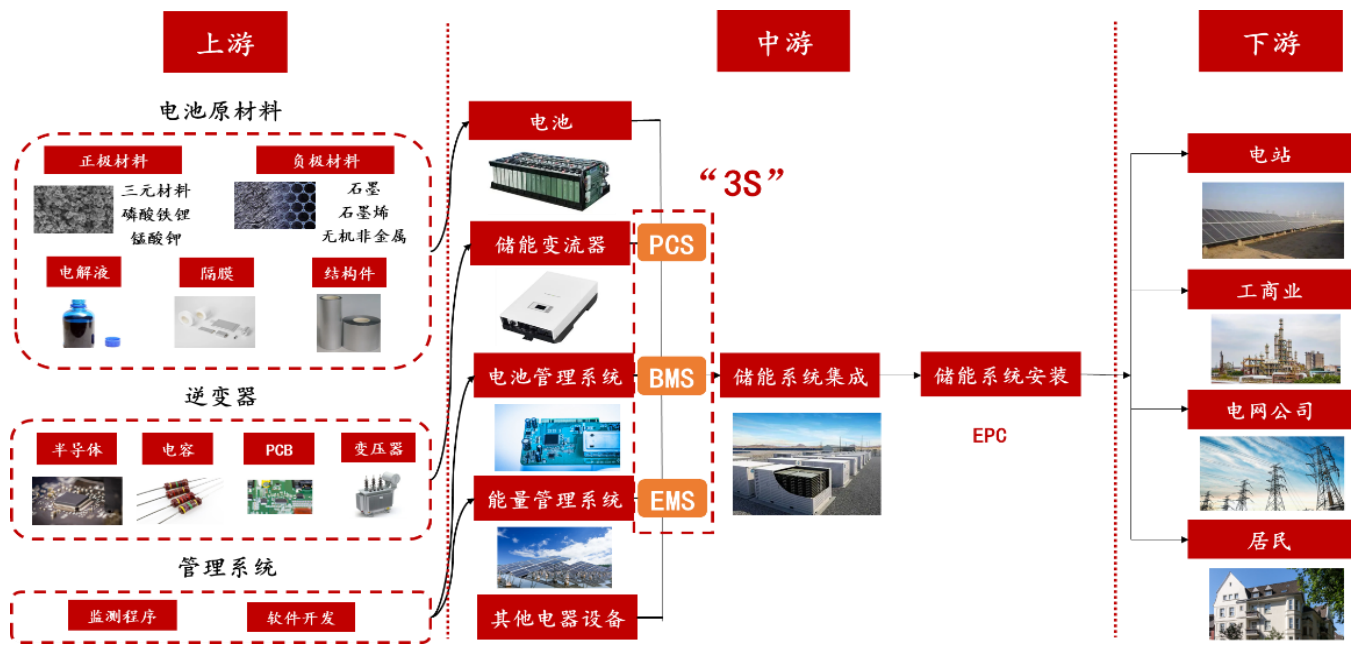 上游
中游
下游
电池原材料
正极材料
负极材料
三元材料
磷酸铁锂
锰酸钾
石墨
石墨烯
无机非金属
电解液
隔膜
结构件
逆变器
半导体
电容
PCB
变压器
管理系统
监测程序
软件开发
电池
“3S”
储能变流器
PCS
电池管理系统
BMS
能量管理系统
EMS
其他电器设备
储能系统集成
储能系统安装
EPC
电站
工商业
电网公司
居民